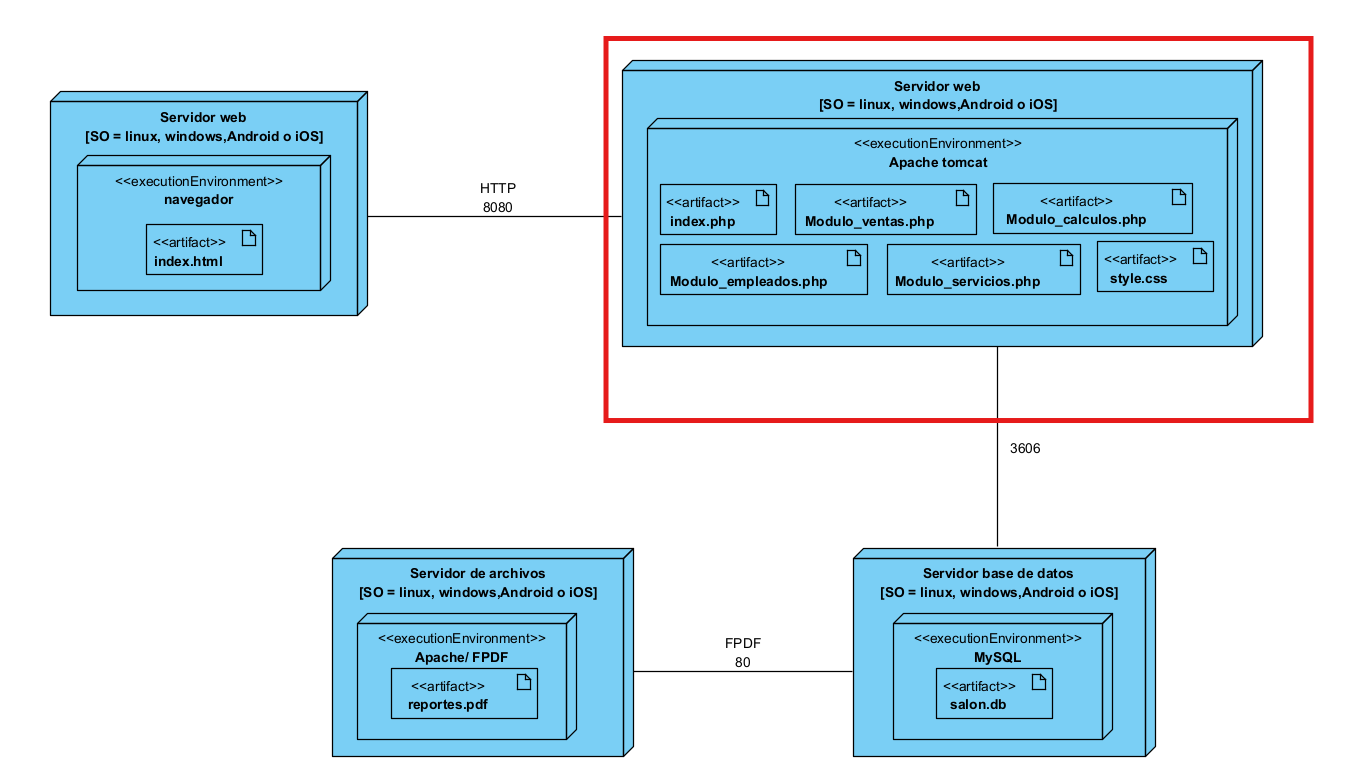 Servidor web
[SO = linux, windows,Android o iOS]
<<executionEnvironment>>
navegador
<<artifact>>
index.html
HTTP
8080
Servidor web
[SO = linux, windows,Android o iOS]
<<executionEnvironment>>
Apache tomcat
<<artifact>>
index.php
<<artifact>>
Modulo_ventas.php
<<artifact>>
Modulo_calculos.php
<<artifact>>
Modulo_empleados.php
<<artifact>>
Modulo_servicios.php
<<artifact>>
style.css
3606
Servidor de archivos
[SO = linux, windows,Android o iOS]
<<executionEnvironment>>
Apache/ FPDF
<<artifact>>
reportes.pdf
FPDF
80
Servidor base de datos
[SO = linux, windows,Android o iOS]
<<executionEnvironment>>
MySQL
<<artifact>>
salon.db